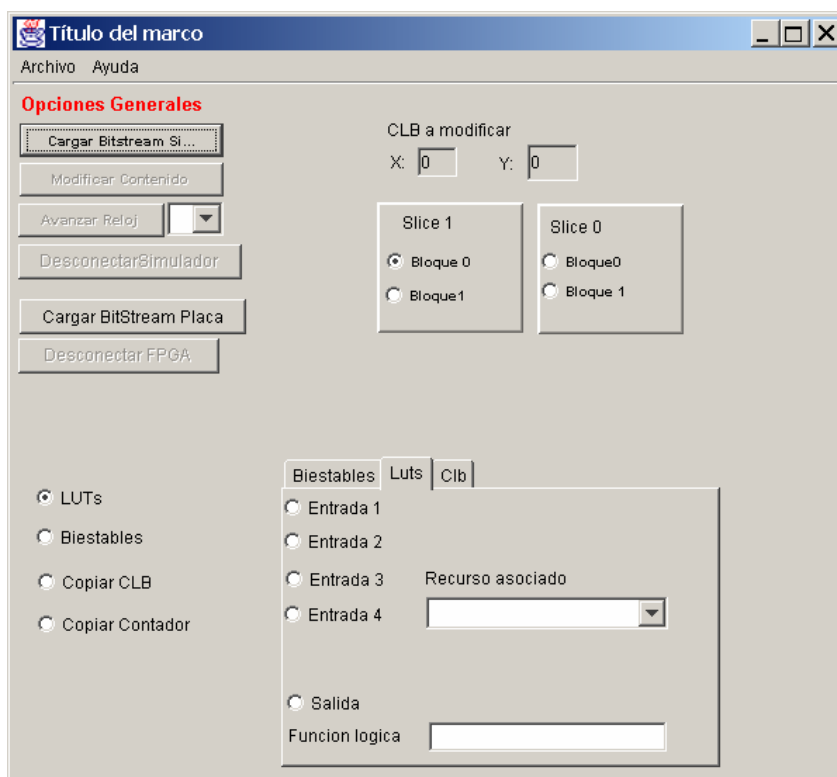 Título del marco
Archivo Ayuda
Opciones Generales
Cargar Bitstream Si...
CLB a modificar
Modificar Contenido
X: 0 Y: 0
Avanzar Reloj
Slice 1
Slice 0
DesconectarSimulador
Bloque 0
Bloque0
Bloque1
Bloque 1
Cargar BitStream Placa
Desconectar FPGA
Biestables Luts Clb
LUTs
Entrada 1
Biestables
Entrada 2
Copiar CLB
Entrada 3 Recurso asociado
Copiar Contador
Entrada 4
Salida
Funcion logica